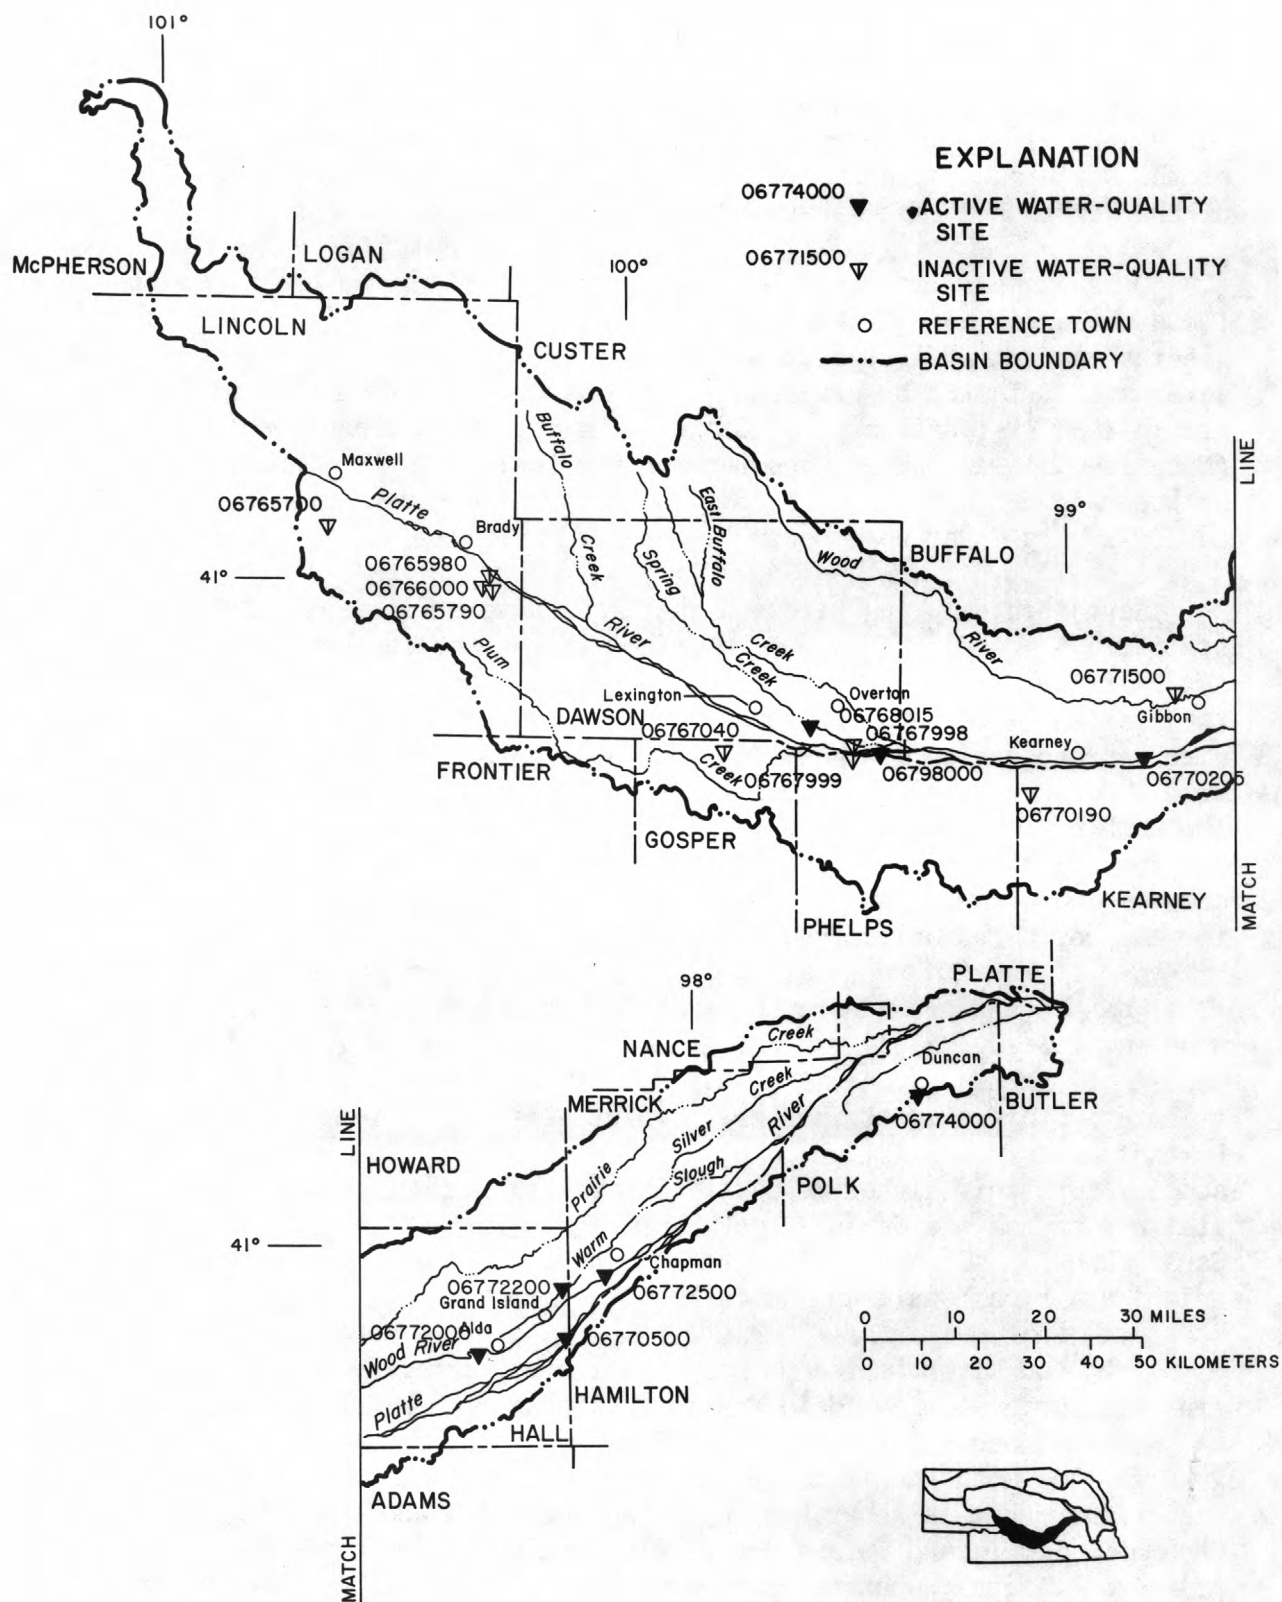 101°
EXPLANATION
06774000
ACTIVE WATER-QUALITY
SITE
06771500
INACTIVE WATER-QUALITY
SITE
REFERENCE TOWN
BASIN BOUNDARY
McPHERSON
LOGAN
100°
LINCOLN
CUSTER
LINE
Maxwell
Buffalo
Platte
06765700
East Buffalo
99°
Brady
BUFFALO
06765980
Creek
Spring
Wood
41°
06766000
06765790
River
Plum
Creek
River
Creek
06771500
Lexington
Overton
DAWSON
06767040
06768015
06767998
Gibbon
Kearney
FRONTIER
Creek
06767999
06798000
06770205
06770190
GOSPER
KEARNEY
MATCH
PHELPS
PLATTE
98°
Creek
NANCE
Duncan
Creek
MERRICK
River
BUTLER
06774000
LINE
Silver
HOWARD
Slough
Prairie
POLK
41°
Warm
Chapman
06772200
06772500
Grand Island
06772000
Alda
06770500
Wood River
0 10 20 30 MILES
0 10 20 30 40 50 KILOMETERS
Platte
HAMILTON
HALL
ADAMS
MATCH